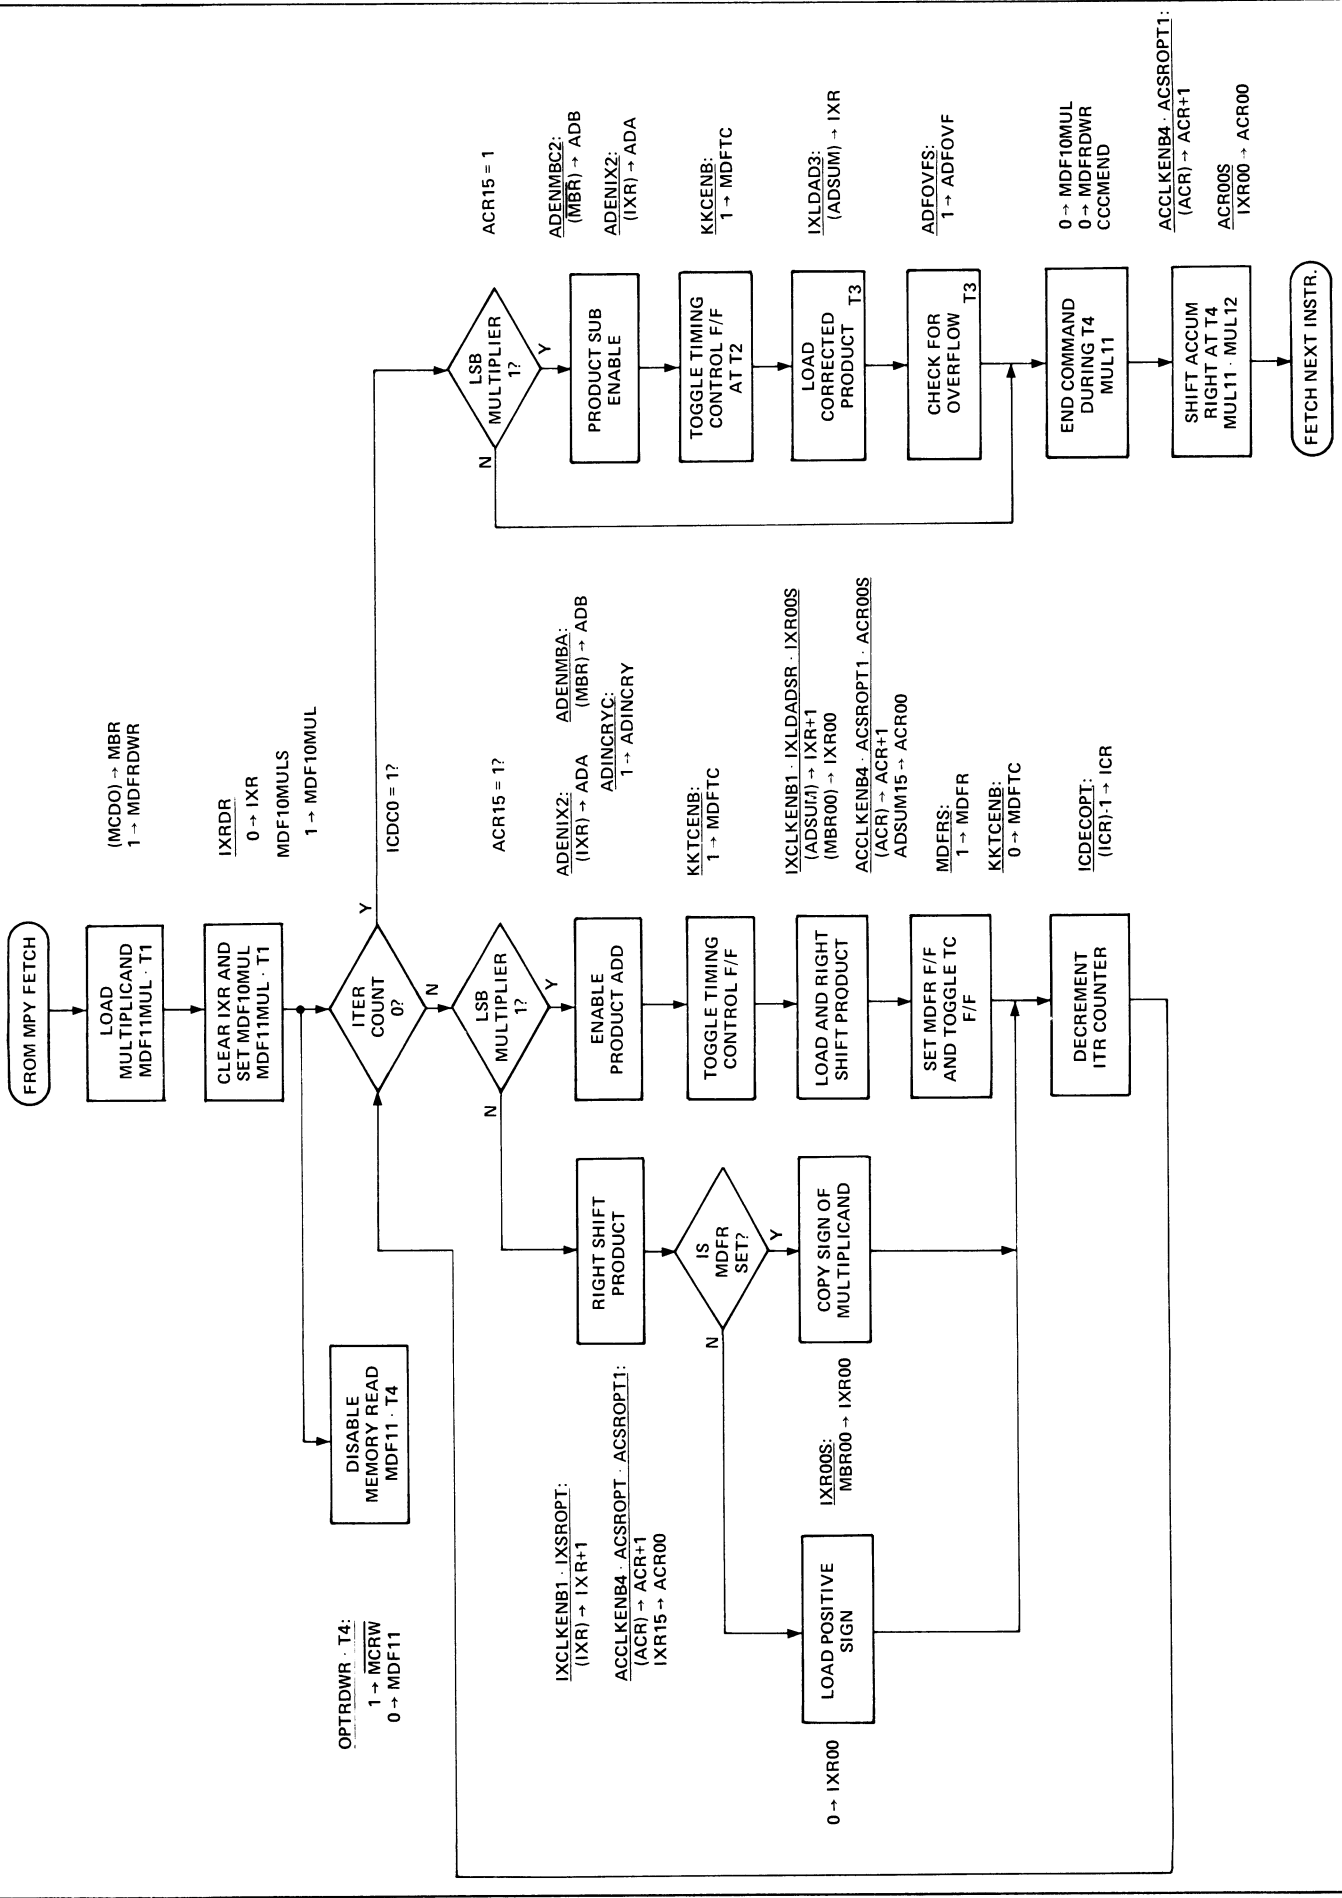 FROM MPY FETCH
LOAD
MULTIPLICAND
MDF11MUL · T1
(MCDO) → MBR
1 → MDFRDWR
CLEAR IXR AND
SET MDF10MUL
MDF11MUL · T1
IXRDR
0 → IXR
MDF10MULS
1 → MDF10MUL
DISABLE
MEMORY READ
MDF11 · T4
OPTRDWR · T4:
1 → MCRW
0 → MDF11
ITER
COUNT
0?
Y
N
ICDC0 = 1?
LSB
MULTIPLIER
1?
N
Y
ACR15 = 1?
ENABLE
PRODUCT ADD
ADENIX2:
(IXR) → ADA
ADENMBA:
(MBR) → ADB
ADINCRYC:
1 → ADINCRY
TOGGLE TIMING
CONTROL F/F
KKTCENB:
1 → MDFTC
LOAD AND RIGHT
SHIFT PRODUCT
IXCLKENB1 · IXLDADSR · IXR00S
(ADSUM) → IXR+1
(MBR00) → IXR00
ACCLKENB4 · ACSROPT1 · ACR00S
(ACR) → ACR+1
ADSUM15 → ACR00
SET MDFR F/F
AND TOGGLE TC
F/F
MDFRS:
1 → MDFR
KKTCENB:
0 → MDFTC
DECREMENT
ITR COUNTER
ICDECOPT:
(ICR)-1 → ICR
RIGHT SHIFT
PRODUCT
IXCLKENB1 · IXSROPT:
(IXR) → IXR+1
ACCLKENB4 · ACSROPT · ACSROPT1:
(ACR) → ACR+1
IXR15 → ACR00
IS
MDFR
SET?
N
Y
COPY SIGN OF
MULTIPLICAND
IXR00S:
MBR00 → IXR00
LOAD POSITIVE
SIGN
0 → IXR00
LSB
MULTIPLIER
1?
N
Y
ACR15 = 1
PRODUCT SUB
ENABLE
ADENMBC2:
(MBR) → ADB
ADENIX2:
(IXR) → ADA
TOGGLE TIMING
CONTROL F/F
AT T2
KKCENB:
1 → MDFTC
LOAD
CORRECTED
PRODUCT
T3
IXLDAD3:
(ADSUM) → IXR
CHECK FOR
OVERFLOW
T3
ADFOVFS:
1 → ADFOVF
END COMMAND
DURING T4
MUL11
0 → MDF10MUL
0 → MDFRDWR
CCCMEND
SHIFT ACCUM
RIGHT AT T4
MUL11 · MUL12
ACCLKENB4 · ACSROPT1:
(ACR) → ACR+1
ACR00S
IXR00 → ACR00
FETCH NEXT INSTR.